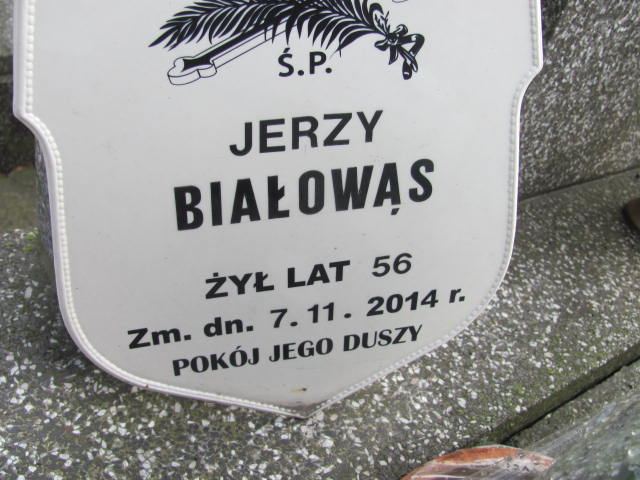 Ś.P.
JERZY
BIAŁOWĄS
ŻYŁ LAT 56
Zm. dn. 7.11.2014 r.
POKÓJ JEGO DUSZY